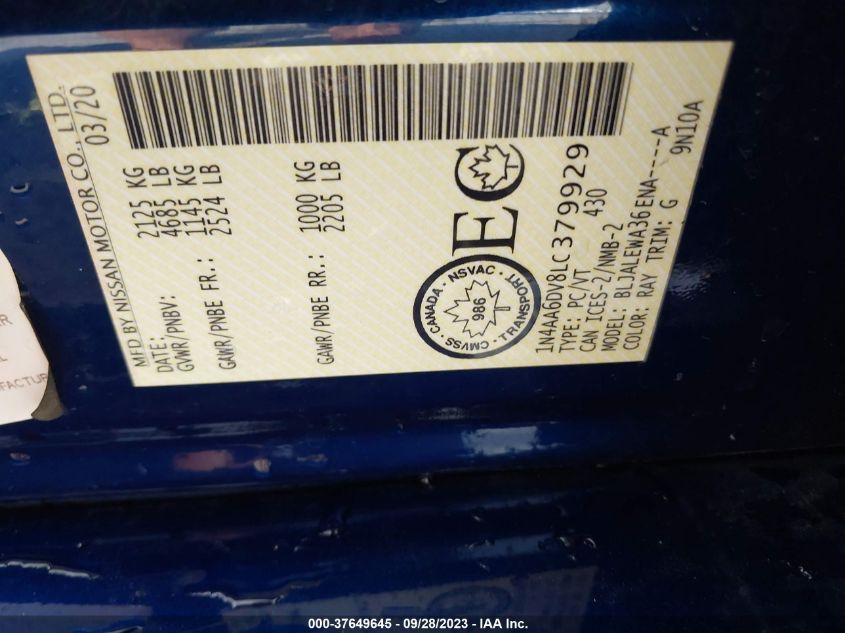 MFD BY NISSAN MOTOR CO., LTD.
DATE: 03/20
GVWR/PNBV: 2125 KG
4685 LB
GAWR/PNBE FR.: 1145 KG
2524 LB
GAWR/PNBE RR.: 1000 KG
2205 LB
CANADA · NSVAC · TRANSPORT · CMVSS ·
986
EC
T
1N4AA6DV8LC379929
TYPE: PC/VT 430
CAN ICES-2/NMB-2
MODEL: BLJALEWA36ENA-----A
COLOR: RAY TRIM: G 9N10A
R
L
FACTUR
000-37649645 - 09/28/2023 - IAA Inc.